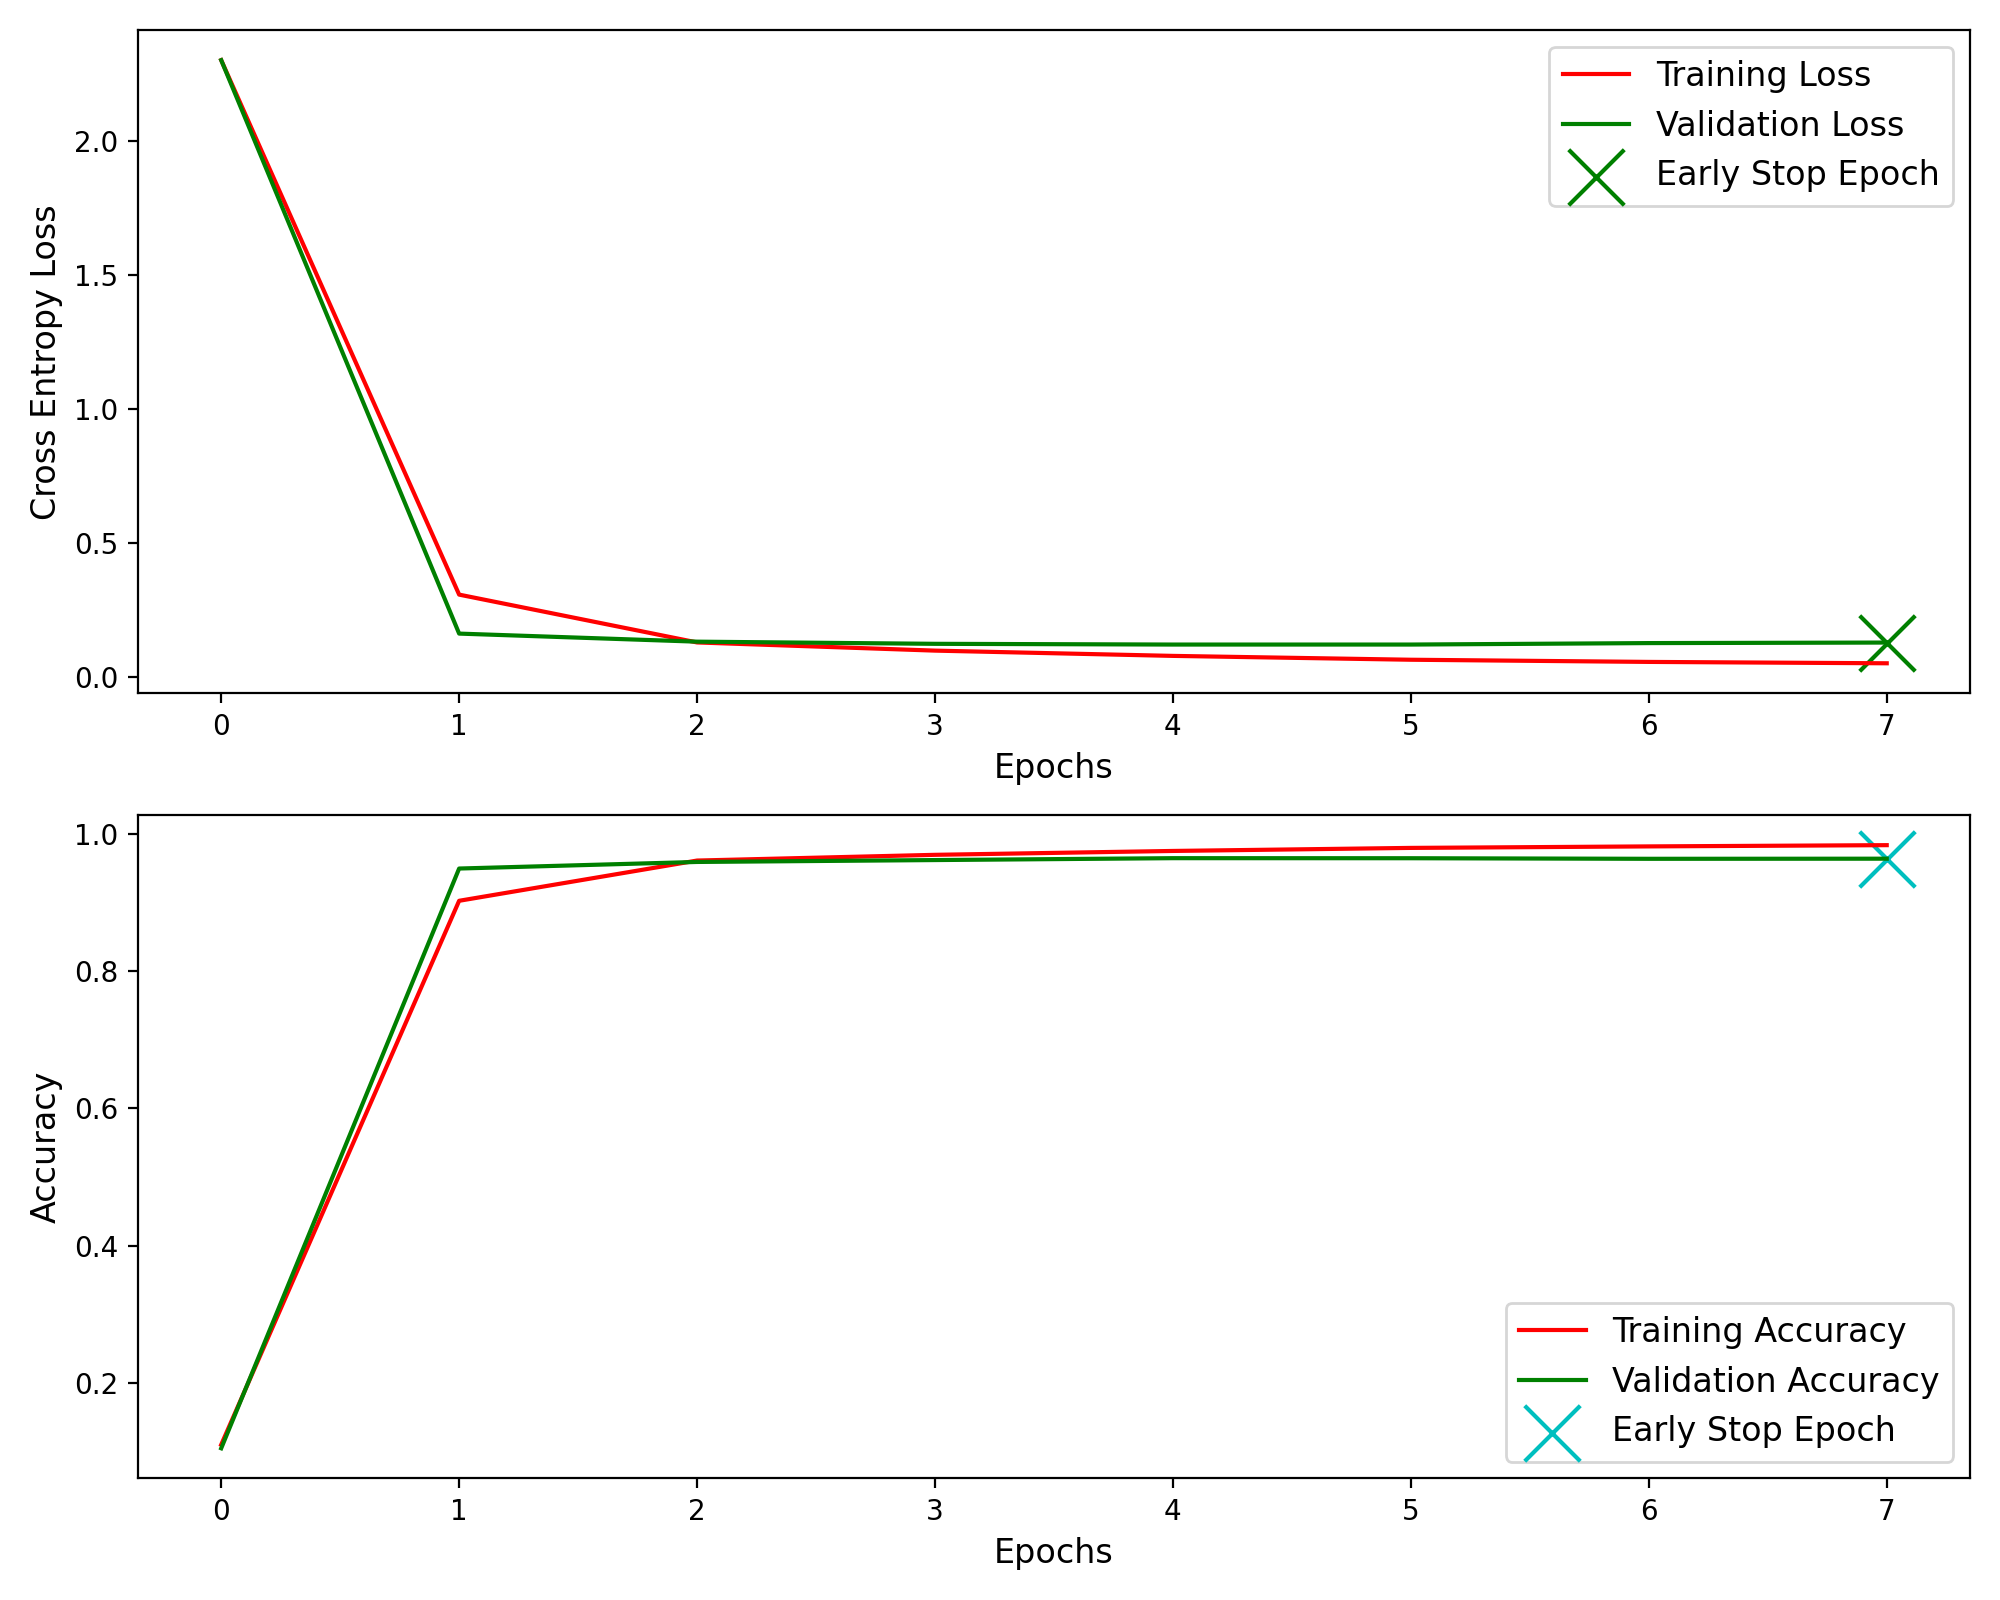 Training Loss
Validation Loss
Early Stop Epoch
Cross Entropy Loss
2.0
1.5
1.0
0.5
0.0
0 1 2 3 4 5 6 7
Epochs
1.0
0.8
0.6
0.4
0.2
Accuracy
Training Accuracy
Validation Accuracy
Early Stop Epoch
0 1 2 3 4 5 6 7
Epochs